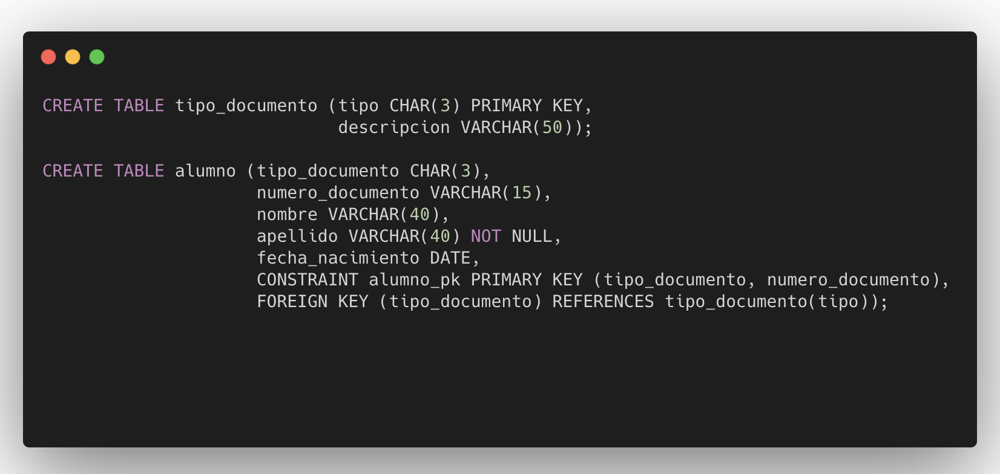 CREATE TABLE tipo_documento (tipo CHAR(3) PRIMARY KEY,
descripcion VARCHAR(50));
CREATE TABLE alumno (tipo_documento CHAR(3),
numero_documento VARCHAR(15),
nombre VARCHAR(40),
apellido VARCHAR(40) NOT NULL,
fecha_nacimiento DATE,
CONSTRAINT alumno_pk PRIMARY KEY (tipo_documento, numero_documento),
FOREIGN KEY (tipo_documento) REFERENCES tipo_documento(tipo));